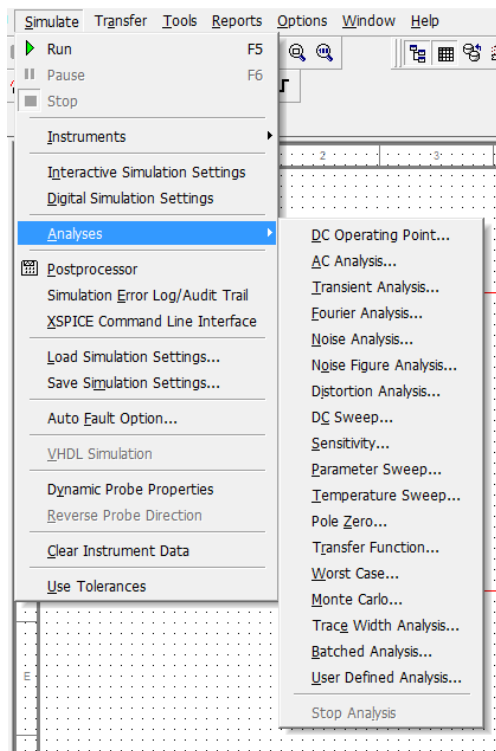 Simulate Transfer Tools Reports Options Window Help
Run F5
Pause F6
Stop
Instruments
Interactive Simulation Settings
Digital Simulation Settings
Analyses
Postprocessor
Simulation Error Log/Audit Trail
XSPICE Command Line Interface
Load Simulation Settings...
Save Simulation Settings...
Auto Fault Option...
VHDL Simulation
Dynamic Probe Properties
Reverse Probe Direction
Clear Instrument Data
Use Tolerances
2 3
DC Operating Point...
AC Analysis...
Transient Analysis...
Fourier Analysis...
Noise Analysis...
Noise Figure Analysis...
Distortion Analysis...
DC Sweep...
Sensitivity...
Parameter Sweep...
Temperature Sweep...
Pole Zero...
Transfer Function...
Worst Case...
Monte Carlo...
Trace Width Analysis...
Batched Analysis...
User Defined Analysis...
Stop Analysis
E